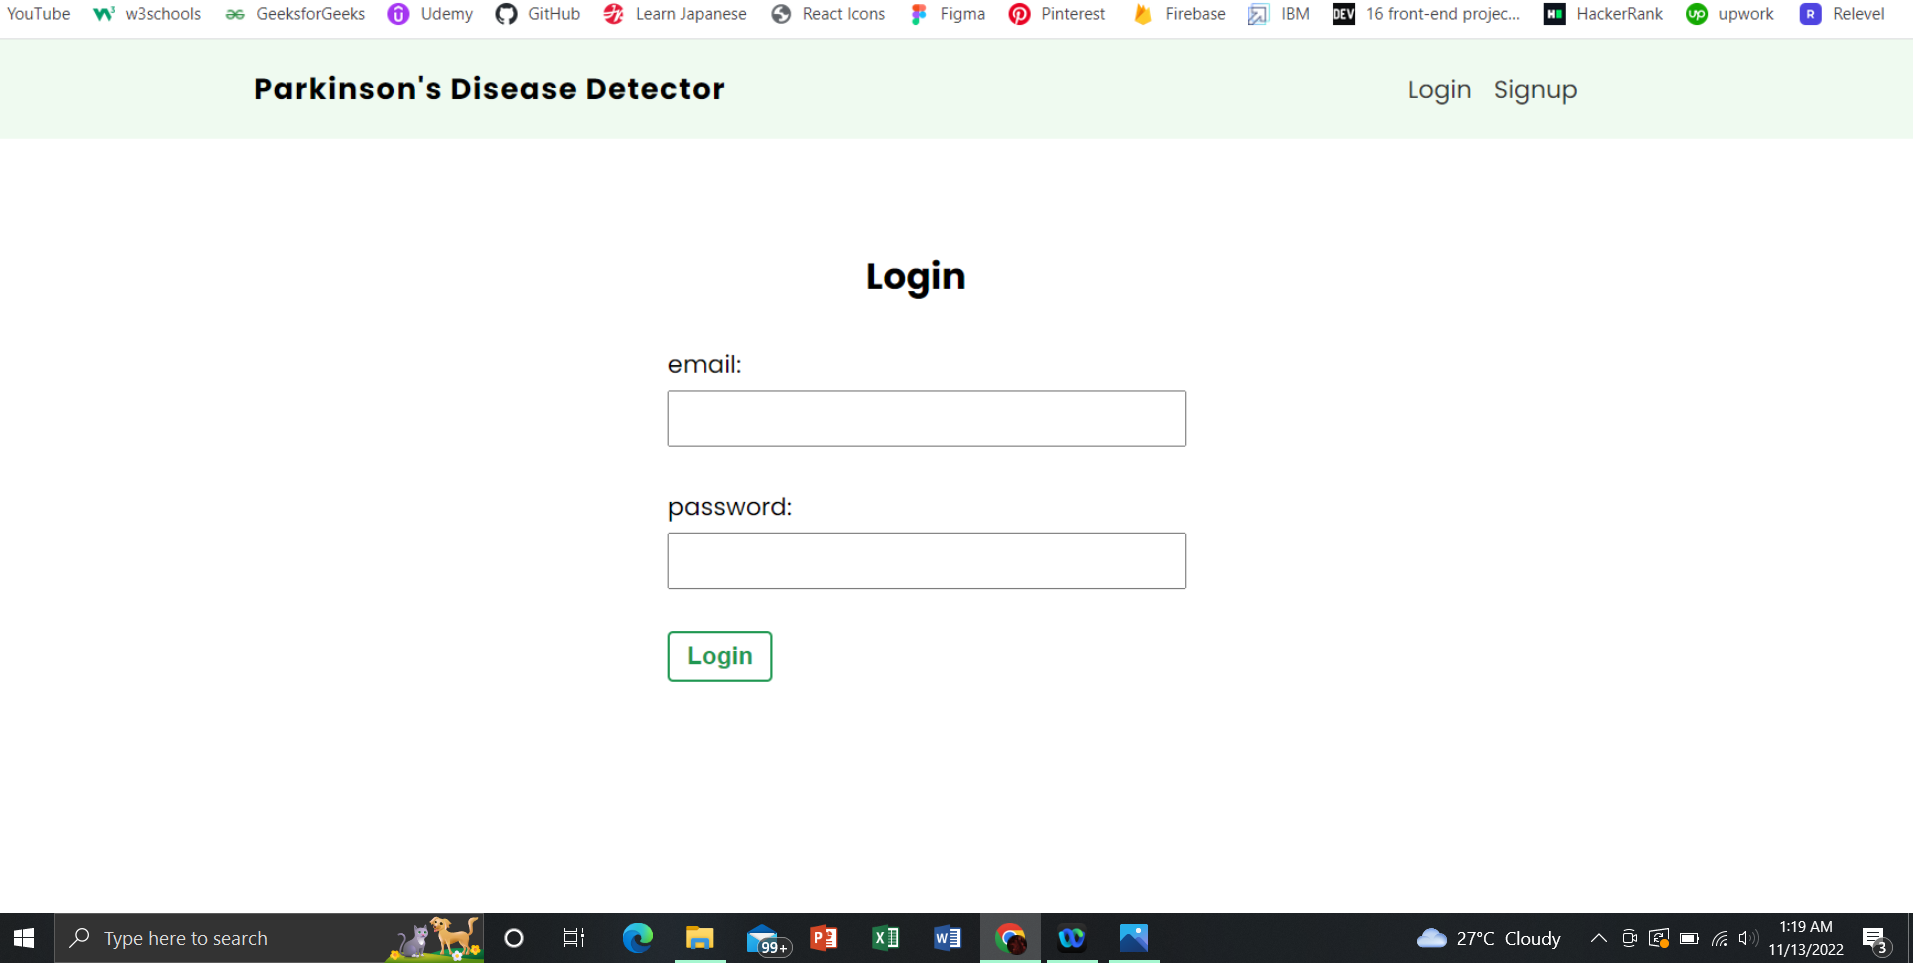 YouTube w3schools GeeksforGeeks Udemy GitHub Learn Japanese React Icons Figma Pinterest Firebase IBM DEV 16 front-end projec... HackerRank up upwork R Relevel
Parkinson's Disease Detector Login Signup
Login
email:
password:
Login
Type here to search 99+ 27°C Cloudy 1:19 AM
11/13/2022 3